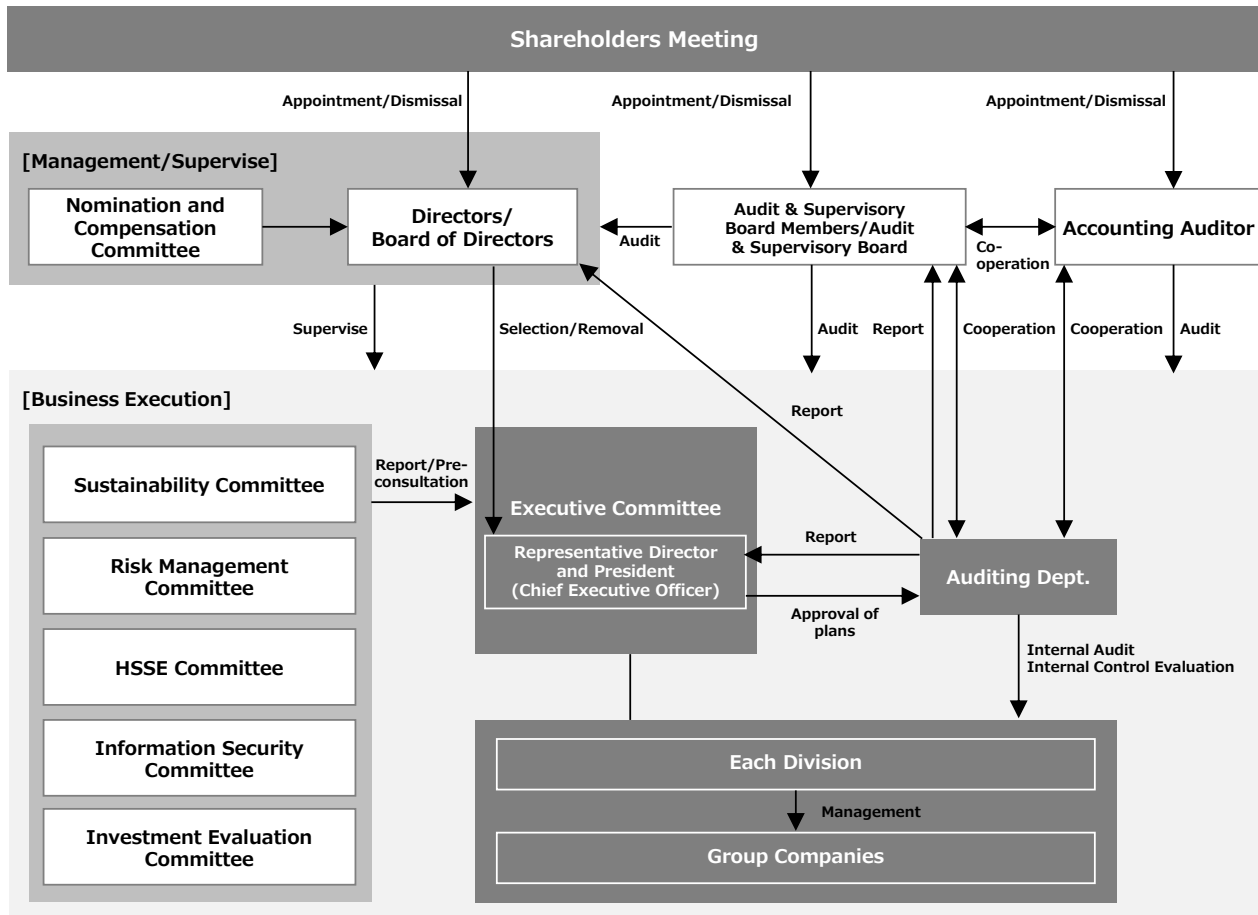 Shareholders Meeting
Appointment/Dismissal
Appointment/Dismissal
Appointment/Dismissal
[Management/Supervise]
Nomination and
Compensation
Committee
Directors/
Board of Directors
Audit
Audit & Supervisory
Board Members/Audit
& Supervisory Board
Co-
operation
Accounting Auditor
Supervise
Selection/Removal
Audit
Report
Cooperation
Cooperation
Audit
[Business Execution]
Sustainability Committee
Risk Management
Committee
HSSE Committee
Information Security
Committee
Investment Evaluation
Committee
Report/Pre-
consultation
Report
Executive Committee
Representative Director
and President
(Chief Executive Officer)
Report
Approval of
plans
Auditing Dept.
Internal Audit
Internal Control Evaluation
Each Division
Management
Group Companies